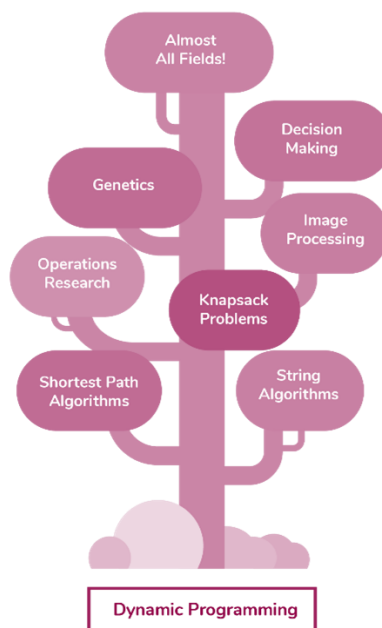 Almost
All Fields!
Decision
Making
Genetics
Image
Processing
Operations
Research
Knapsack
Problems
Shortest Path
Algorithms
String
Algorithms
Dynamic Programming